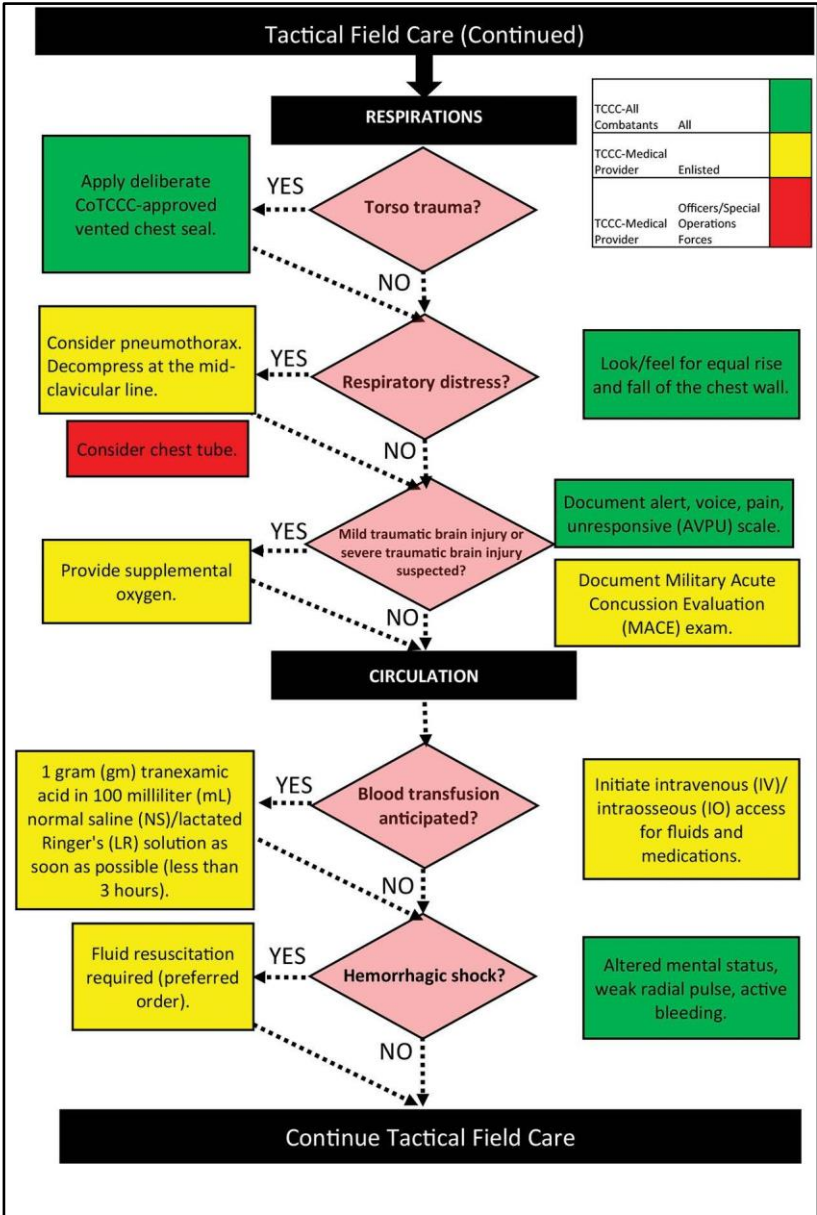 Tactical Field Care (Continued)
RESPIRATIONS
TCCC-All
Combatants All
TCCC-Medical
Provider Enlisted
TCCC-Medical
Provider
Officers/Special
Operations
Forces
Apply deliberate
CoTCCC-approved
vented chest seal.
YES
Torso trauma?
NO
Consider pneumothorax.
Decompress at the mid-
clavicular line.
YES
Respiratory distress?
Look/feel for equal rise
and fall of the chest wall.
Consider chest tube.
NO
Provide supplemental
oxygen.
YES
Mild traumatic brain injury or
severe traumatic brain injury
suspected?
Document alert, voice, pain,
unresponsive (AVPU) scale.
Document Military Acute
Concussion Evaluation
(MACE) exam.
NO
CIRCULATION
1 gram (gm) tranexamic
acid in 100 milliliter (mL)
normal saline (NS)/lactated
Ringer's (LR) solution as
soon as possible (less than
3 hours).
YES
Blood transfusion
anticipated?
Initiate intravenous (IV)/
intraosseous (IO) access
for fluids and
medications.
NO
Fluid resuscitation
required (preferred
order).
YES
Hemorrhagic shock?
Altered mental status,
weak radial pulse, active
bleeding.
NO
Continue Tactical Field Care